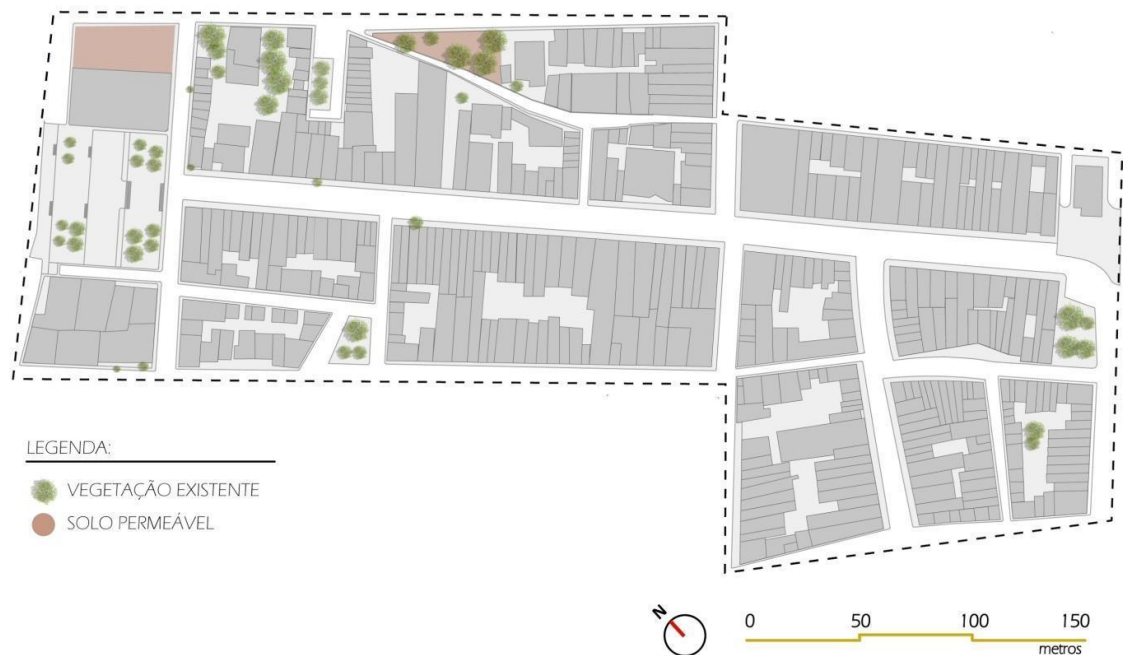 LEGENDA:
VEGETAÇÃO EXISTENTE
SOLO PERMEÁVEL
N
0 50 100 150
metros